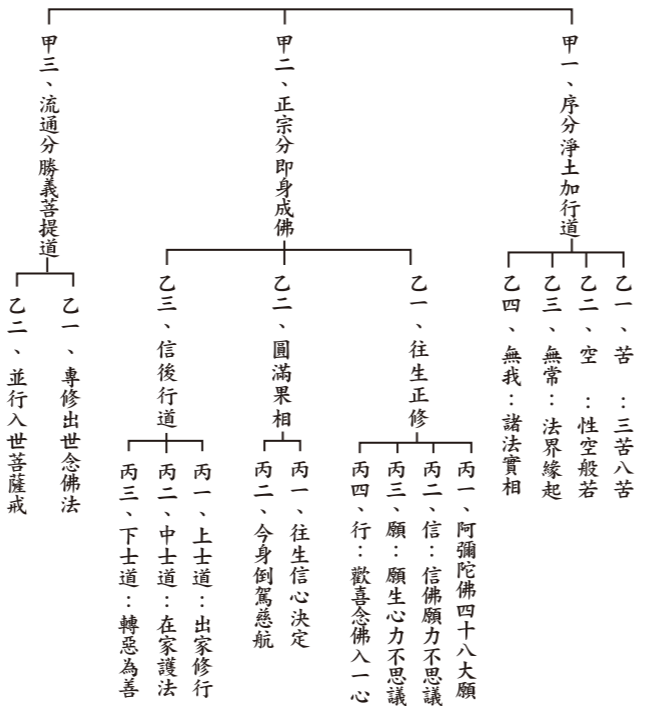 甲一、序分淨土加行道
乙一、苦　：三苦八苦
乙二、空　：性空般若
乙三、無常：法界緣起
乙四、無我：諸法實相
甲二、正宗分即身成佛
乙一、往生正修
丙一、阿彌陀佛四十八大願
丙二、信：信佛願力不思議
丙三、願：願生心力不思議
丙四、行：歡喜念佛入一心
乙二、圓滿果相
丙一、往生信心決定
丙二、今身倒駕慈航
乙三、信後行道
丙一、上士道：出家修行
丙二、中士道：在家護法
丙三、下士道：轉惡為善
甲三、流通分勝義菩提道
乙一、專修出世念佛法
乙二、並行入世菩薩戒